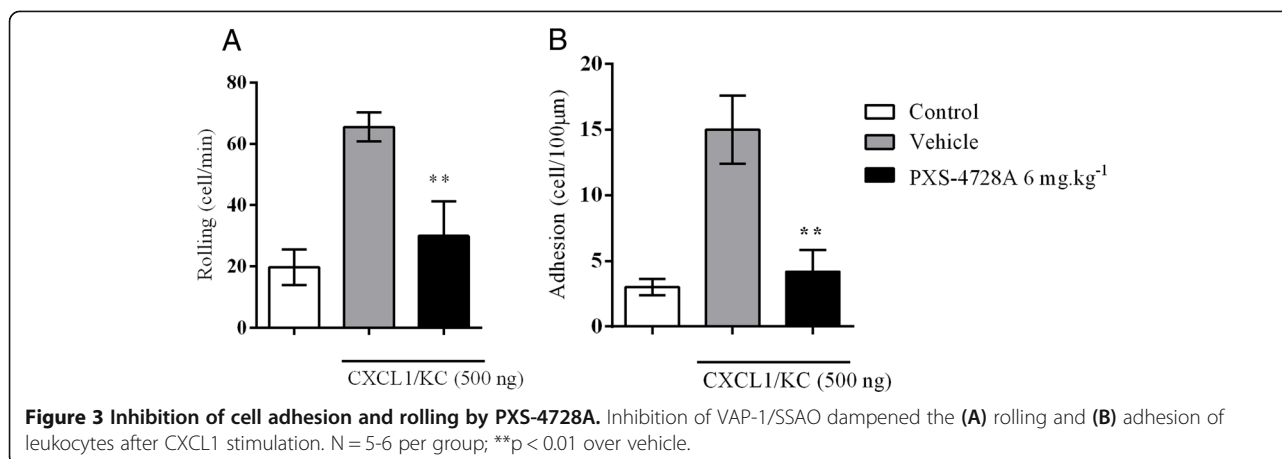 A
Rolling (cell/min)
80
60
40
20
0
**
CXCL1/KC (500 ng)
B
Adhesion (cell/100μm)
20
15
10
5
0
**
CXCL1/KC (500 ng)
Control
Vehicle
PXS-4728A 6 mg.kg⁻¹
Figure 3 Inhibition of cell adhesion and rolling by PXS-4728A. Inhibition of VAP-1/SSAO dampened the (A) rolling and (B) adhesion of
leukocytes after CXCL1 stimulation. N = 5-6 per group; **p < 0.01 over vehicle.